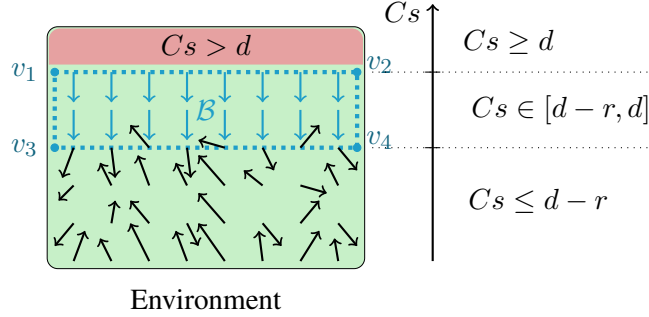 Cs > d
Cs
Cs ≥ d
v₁
v₂
ℬ
Cs ∈ [d − r, d]
v₃
v₄
Cs ≤ d − r
Environment